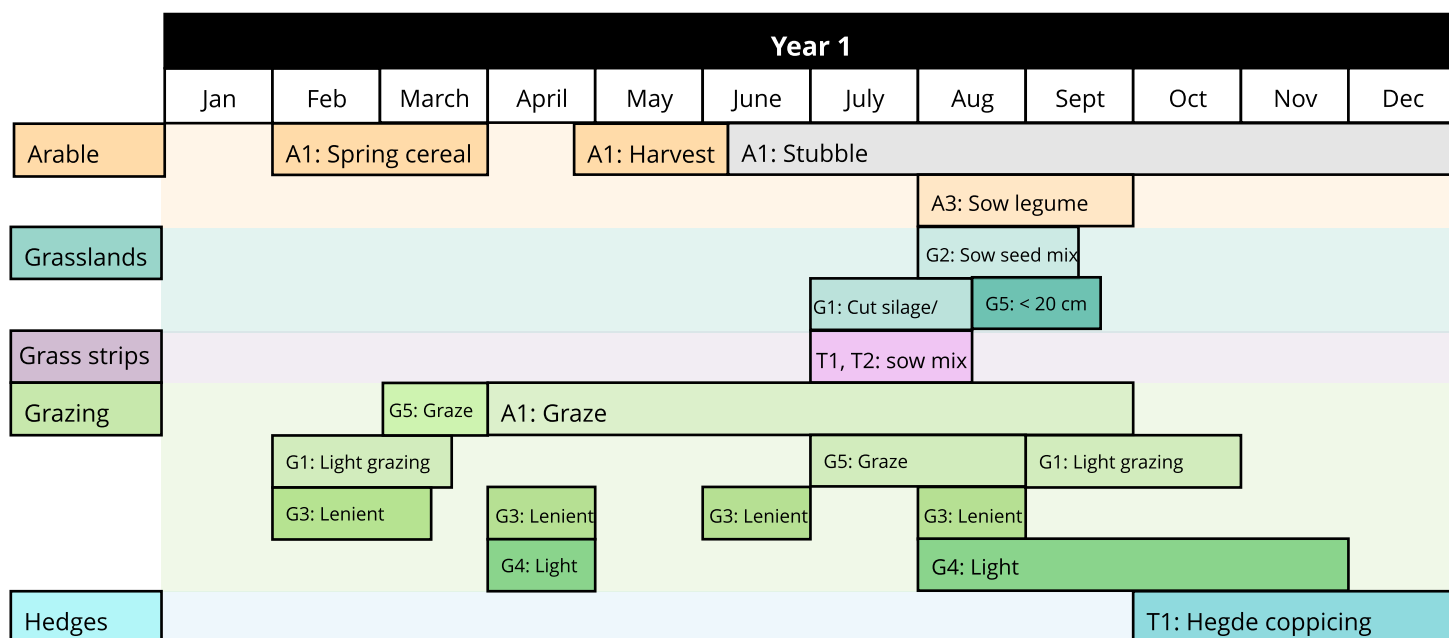 Year 1
Jan Feb March April May June July Aug Sept Oct Nov Dec
Arable A1: Spring cereal A1: Harvest A1: Stubble
A3: Sow legume
Grasslands G2: Sow seed mix
G1: Cut silage/ G5: < 20 cm
Grass strips T1, T2: sow mix
Grazing G5: Graze A1: Graze
G1: Light grazing G5: Graze G1: Light grazing
G3: Lenient G3: Lenient G3: Lenient G3: Lenient
G4: Light G4: Light
Hedges T1: Hegde coppicing